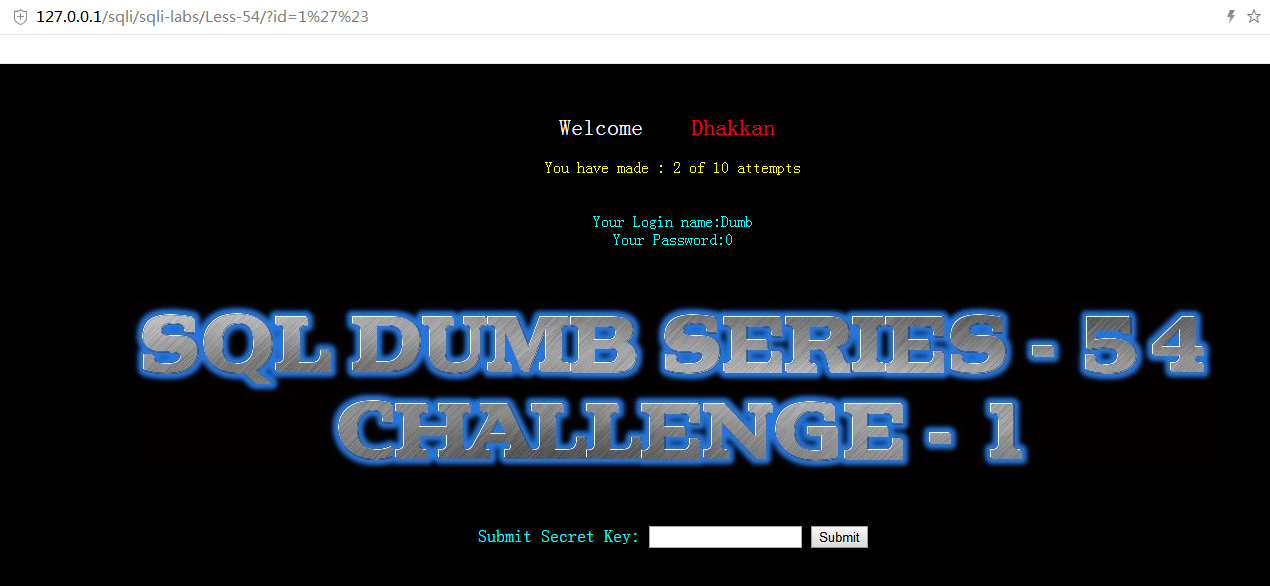 127.0.0.1/sqli/sqli-labs/Less-54/?id=1%27%23
Welcome Dhakkan
You have made : 2 of 10 attempts
Your Login name:Dumb
Your Password:0
SQL DUMB SERIES - 54
CHALLENGE - 1
Submit Secret Key: Submit